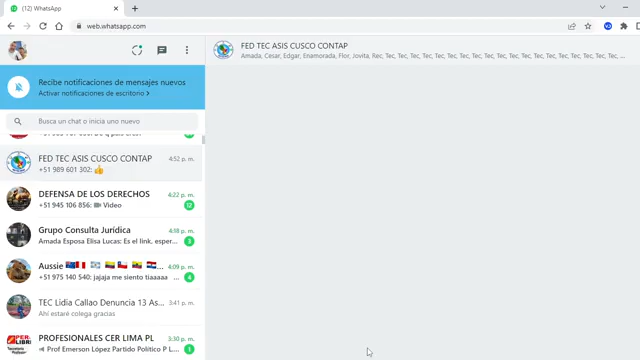 (12) WhatsApp
web.whatsapp.com
FED TEC ASIS CUSCO CONTAP
Amada, Cesar, Edgar, Enamorada, Flor, Jovita, Rec, Tec, Tec, Tec, Tec, Tec, Tec, Tec, Tec, Tec, Tec, Tec, Tec, Tec, Tec, Tec, Tec, Tec, Tec, Tec, ...
Recibe notificaciones de mensajes nuevos
Activar notificaciones de escritorio >
Busca un chat o inicia uno nuevo
FED TEC ASIS CUSCO CONTAP 4:52 p. m.
+51 989 601 302: 👍
DEFENSA DE LOS DERECHOS 4:22 p. m.
+51 945 106 856: Video 12
Grupo Consulta Jurídica 4:18 p. m.
Amada Esposa Elisa Lucas: Es el link, esper... 3
Aussie 🇦🇺🇵🇪 🇨🇴 🇨🇱 🇪🇨 🇵🇾... 4:09 p. m.
+51 975 140 540: jajaja me siento tiaaaaa ... 4
TEC Lidia Callao Denuncia 13 As... 3:41 p. m.
Ahí estaré colega gracias
PROFESIONALES CER LIMA PL 3:30 p. m.
Prof Emerson López Partido Político P L... 1